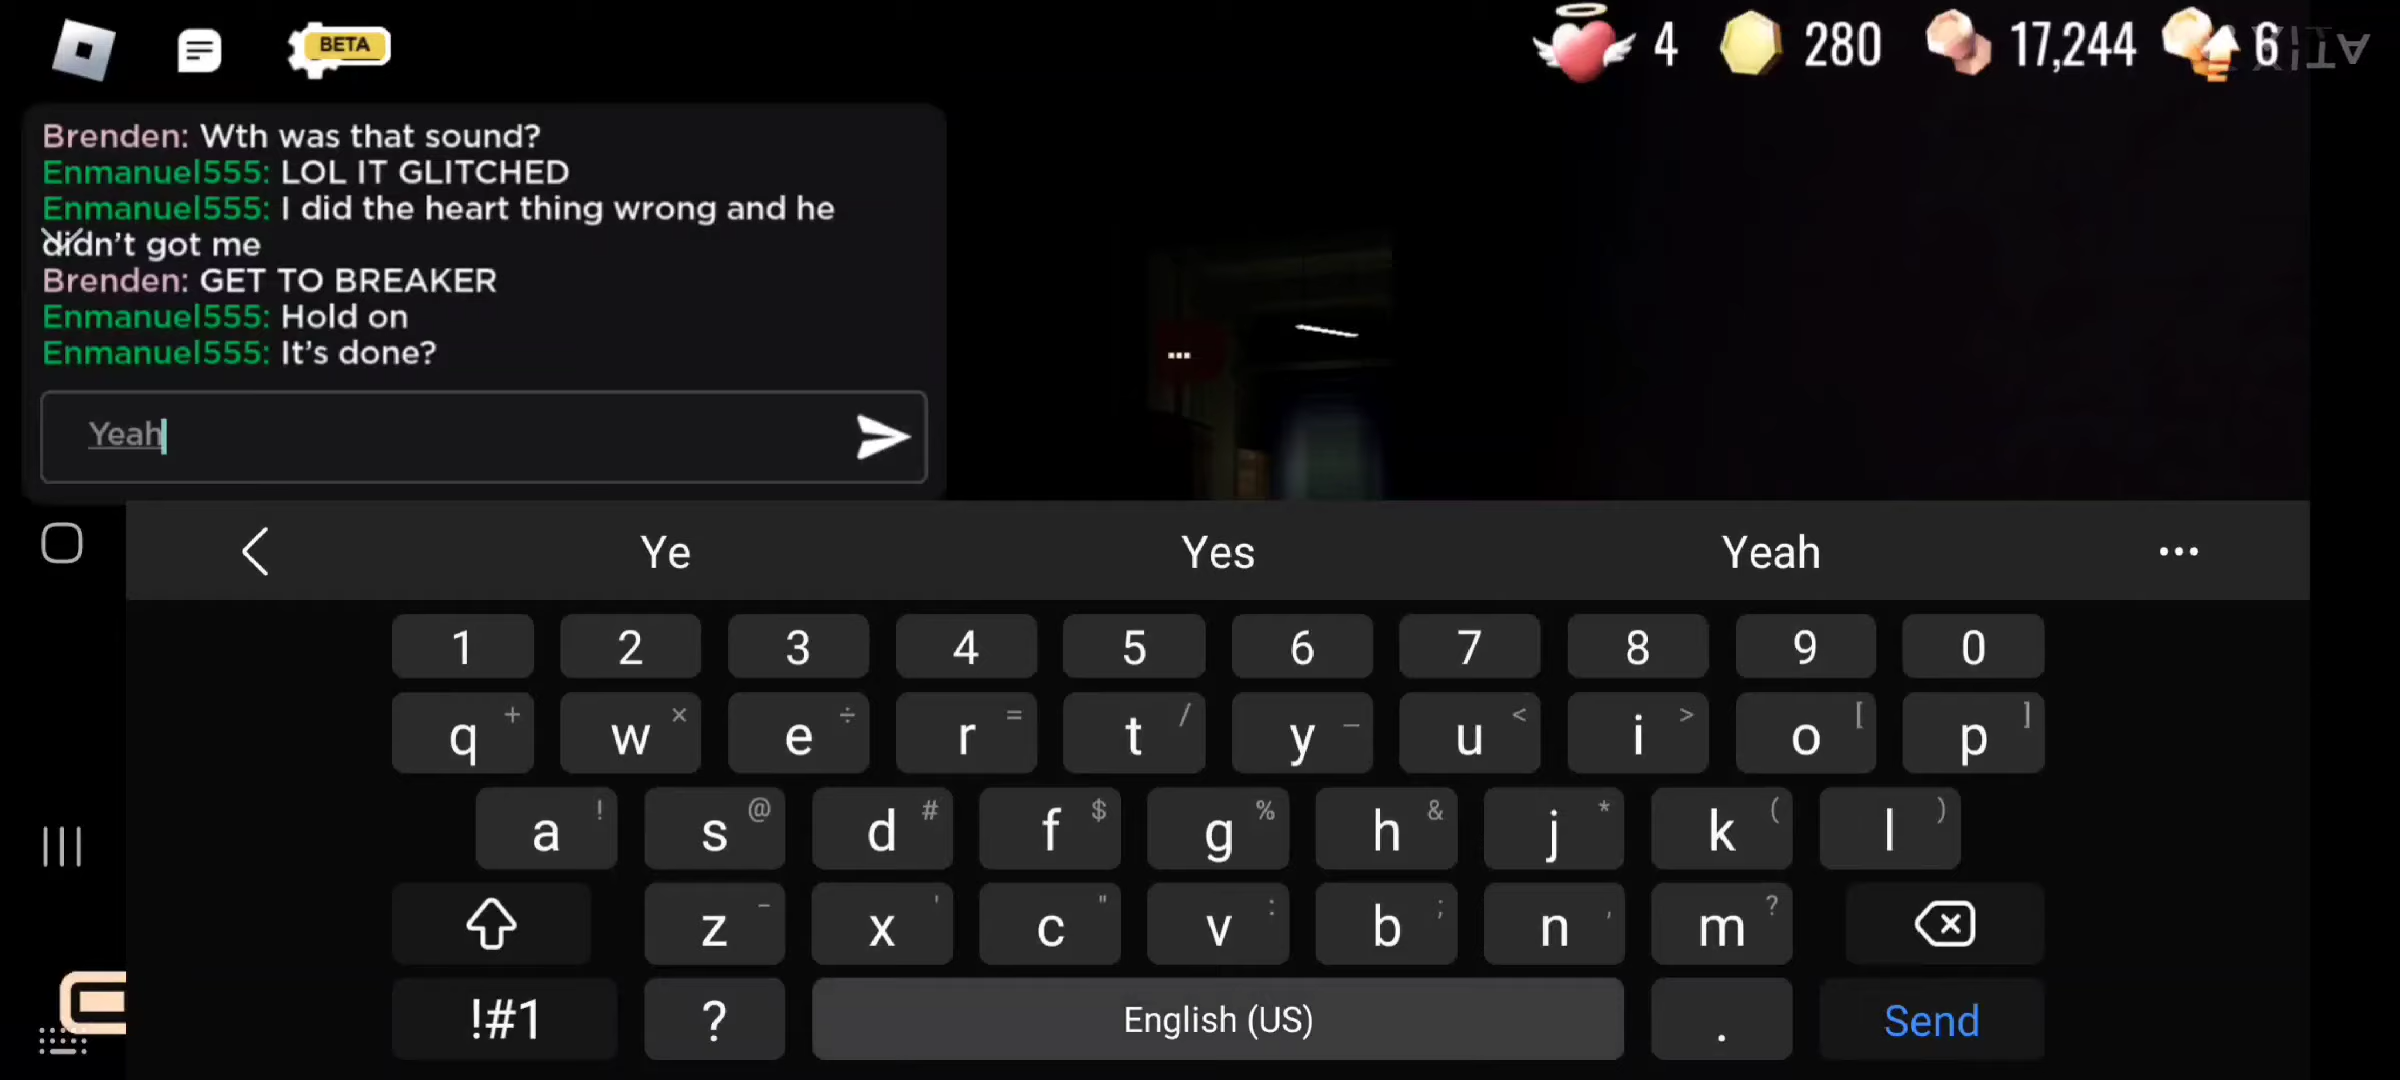 BETA
4 280 17,244 6
Brenden: Wth was that sound?
Enmanuel555: LOL IT GLITCHED
Enmanuel555: I did the heart thing wrong and he
didn't got me
Brenden: GET TO BREAKER
Enmanuel555: Hold on
Enmanuel555: It's done?
...
Yeah
Ye Yes Yeah ...
1 2 3 4 5 6 7 8 9 0
+ × ÷ = / _ < > [ ]
q w e r t y u i o p
! @ # $ % & * ( )
a s d f g h j k l
- ' " : ; , ?
z x c v b n m
!#1 ? English (US) . Send